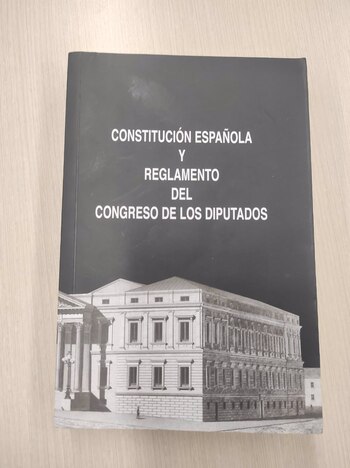 CONSTITUCIÓN ESPAÑOLA
Y
REGLAMENTO
DEL
CONGRESO DE LOS DIPUTADOS